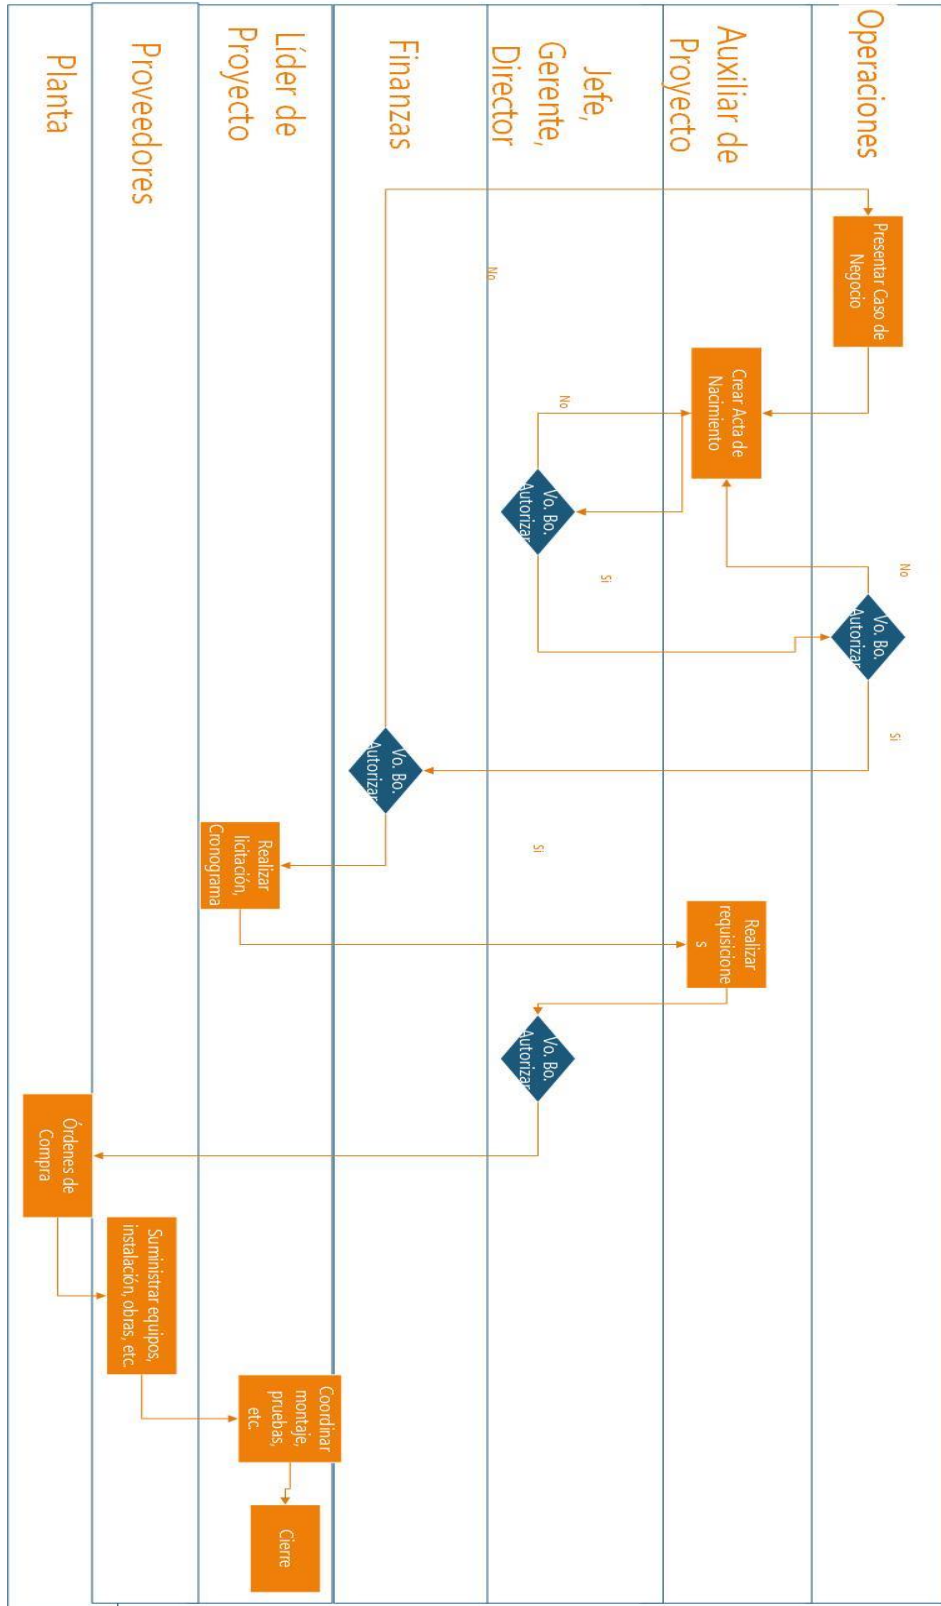 Operaciones
Presentar Caso de
Negocio
No
Vo. Bo.
Autorizar
Si
Auxiliar de
Proyecto
Crear Acta de
Nacimiento
Realizar
requisicione
s
Jefe,
Gerente,
Director
No
No
Vo. Bo.
Autorizar
Si
Si
Vo. Bo.
Autorizar
Finanzas
Vo. Bo.
Autorizar
Líder de
Proyecto
Realizar
licitación,
Cronograma
Coordinar
montaje,
pruebas,
etc.
Cierre
Proveedores
Suministrar equipos,
instalación, obras, etc.
Planta
Órdenes de
Compra